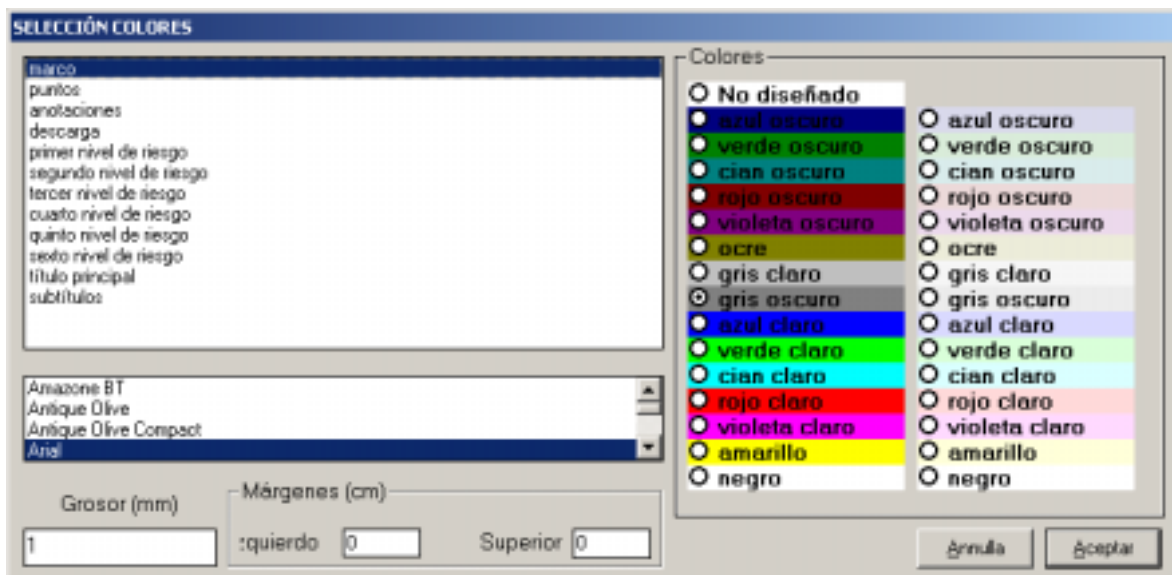 SELECCIÓN COLORES
marco
puntos
anotaciones
descarga
primer nivel de riesgo
segundo nivel de riesgo
tercer nivel de riesgo
cuarto nivel de riesgo
quinto nivel de riesgo
sexto nivel de riesgo
título principal
subtítulos
Amazone BT
Antique Olive
Antique Olive Compact
Arial
Grosor (mm)
1
Márgenes (cm)
zquierdo 0 Superior 0
Colores
No diseñado
azul oscuro azul oscuro
verde oscuro verde oscuro
cian oscuro cian oscuro
rojo oscuro rojo oscuro
violeta oscuro violeta oscuro
ocre ocre
gris claro gris claro
gris oscuro gris oscuro
azul claro azul claro
verde claro verde claro
cian claro cian claro
rojo claro rojo claro
violeta claro violeta claro
amarillo amarillo
negro negro
Annulla Aceptar